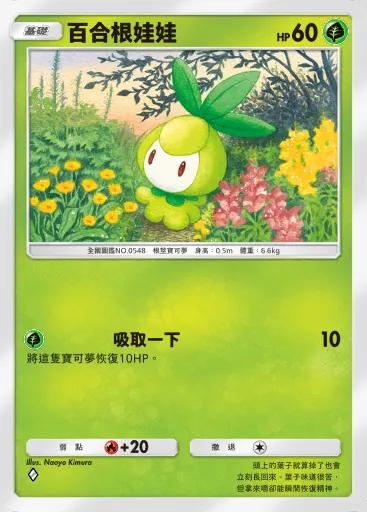 基礎 百合根娃娃 HP 60
全國圖鑑NO.0548 根莖寶可夢 身高：0.5m 體重：6.6kg
吸取一下 10
將這隻寶可夢恢復10HP。
弱點 +20 撤退
Illus. Naoyo Kimura
頭上的葉子就算掉了也會
立刻長回來。葉子味道很苦，
但拿來喝卻能瞬間恢復精神。